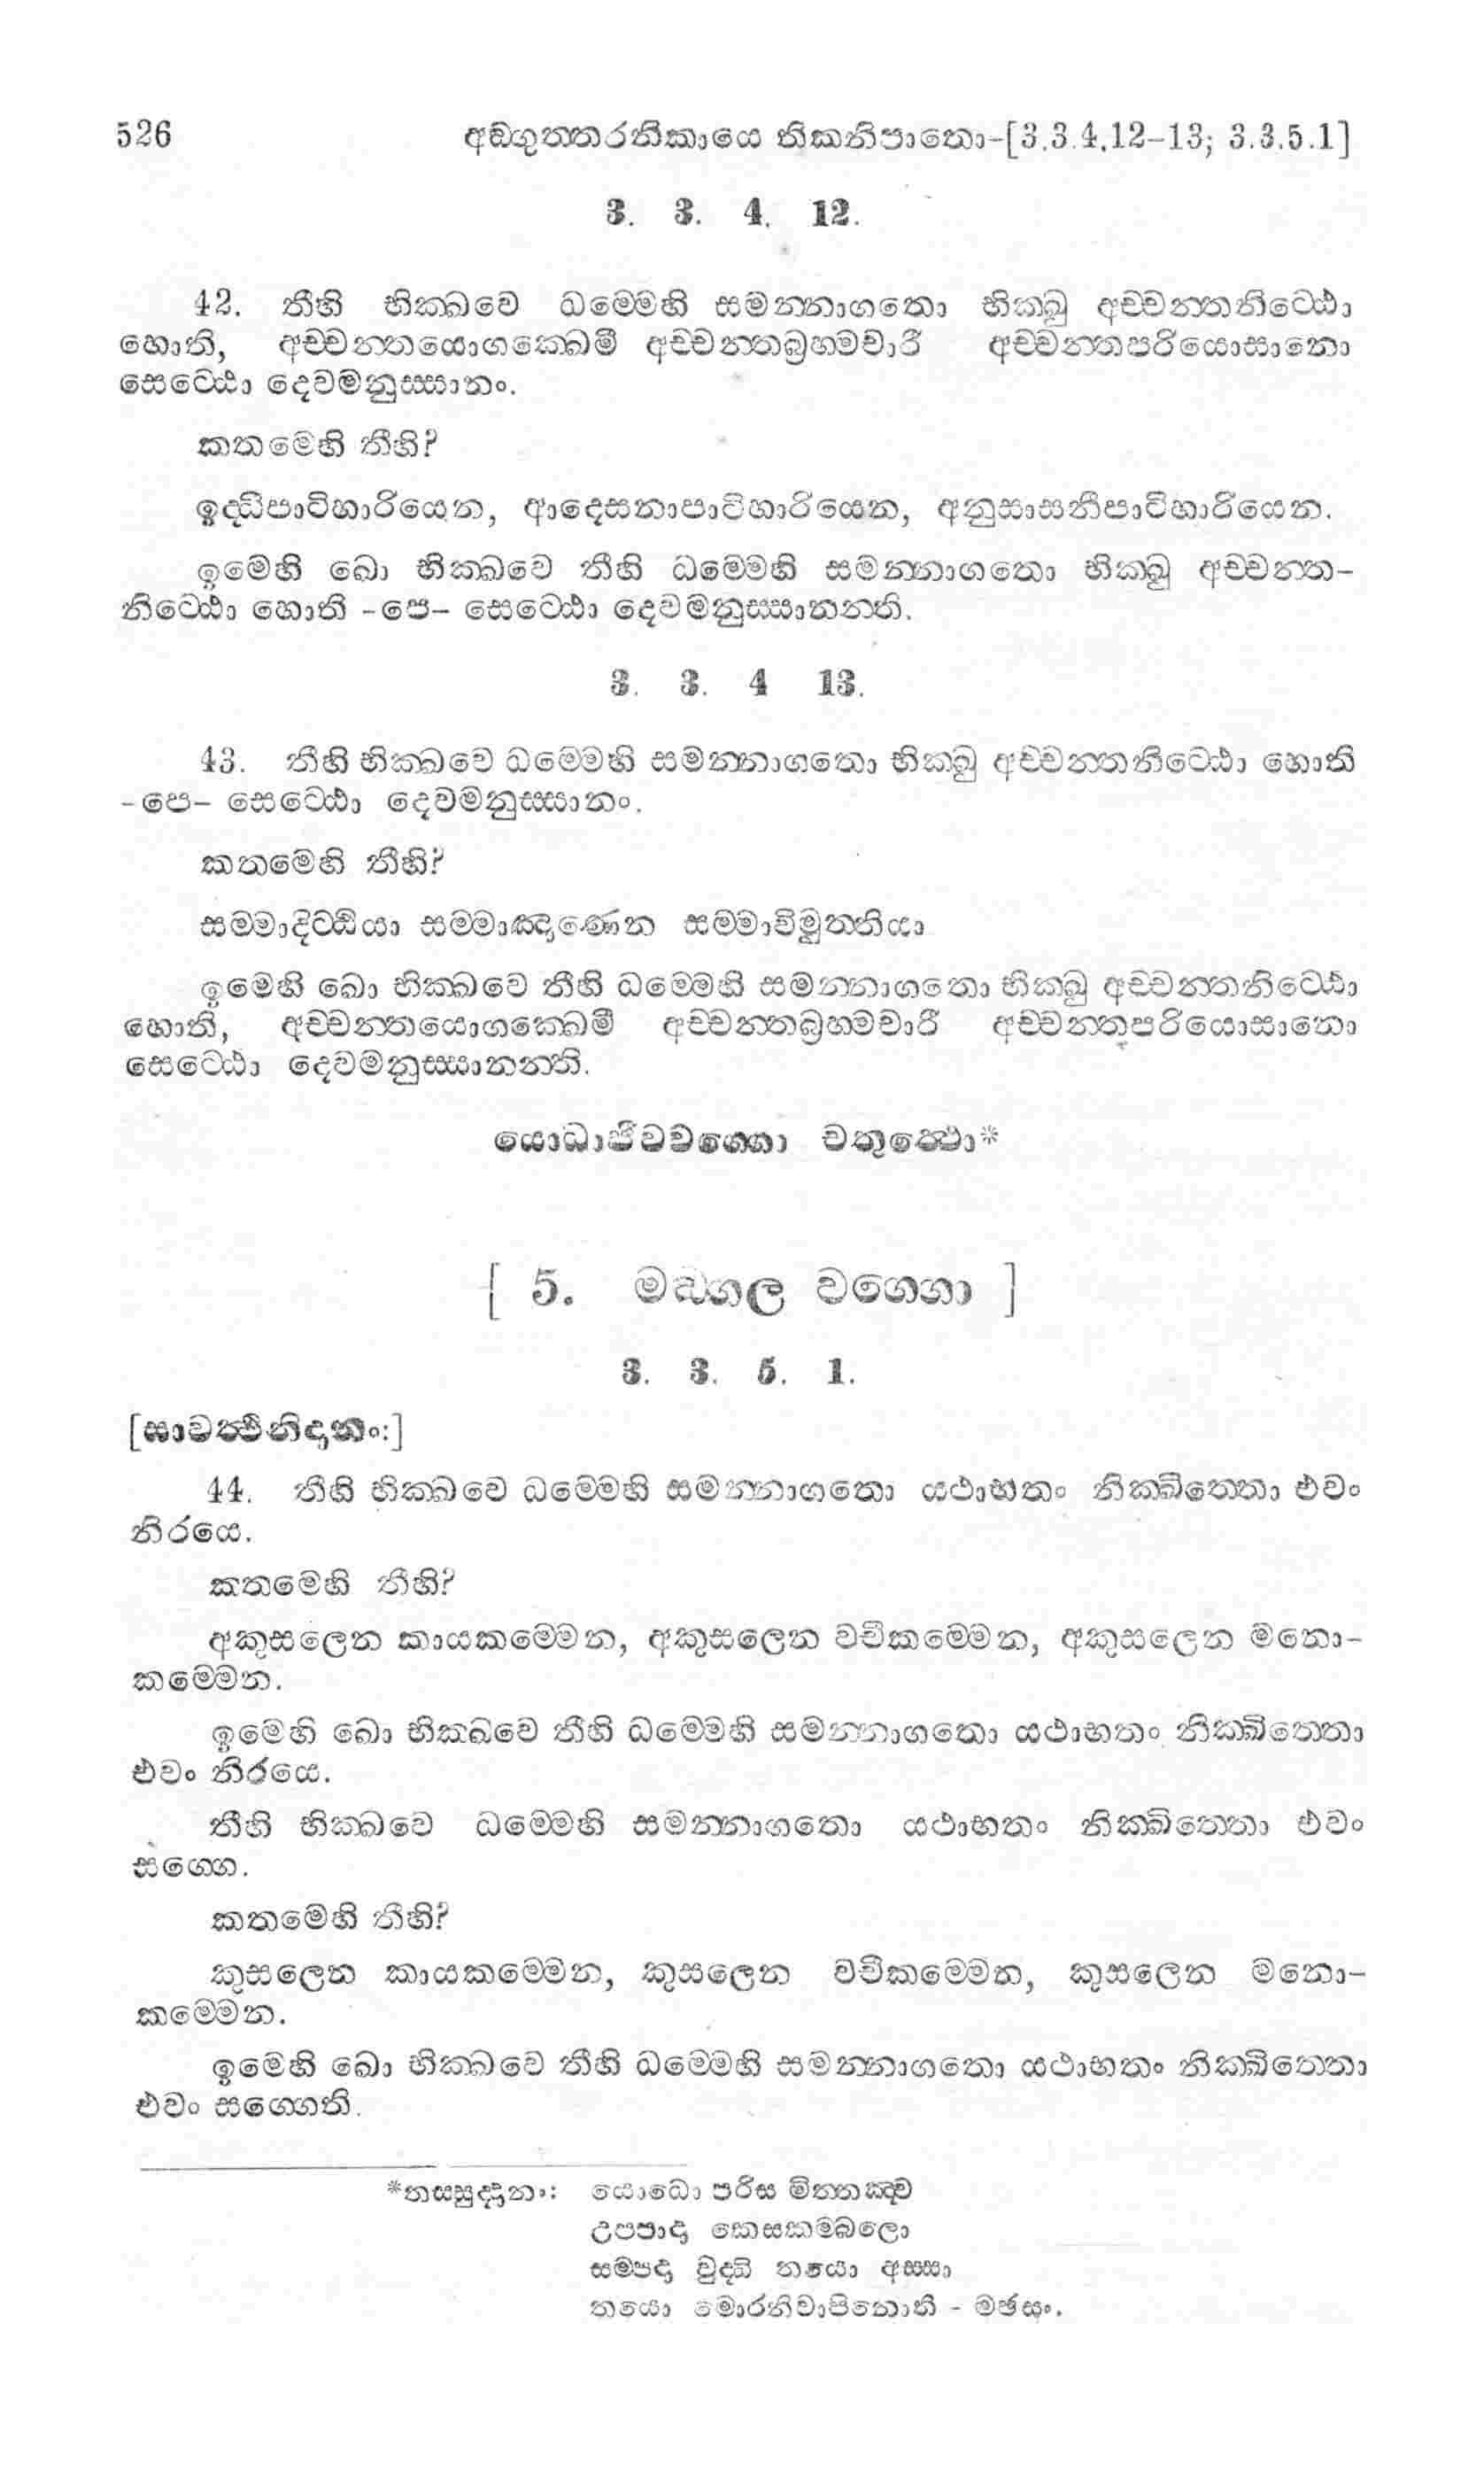 526 අඞ්ගුත්තරනිකායෙ තිකනිපාතො-[3.3.4.12-13; 3.3.5.1]
3. 3. 4. 12.
42. තීහි භික්ඛවෙ ධම්මෙහි සමන්නාගතො භික්ඛු අච්චන්තනිට්ඨො
හොති, අච්චන්තයොගක්ඛෙමී අච්චන්තබ්‍රහ්මචාරී අච්චන්තපරියොසානො
සෙට්ඨො දෙවමනුස්සානං.
කතමෙහි තීහි?
ඉද්ධිපාටිහාරියෙන, ආදෙසනාපාටිහාරියෙන, අනුසාසනීපාටිහාරියෙන.
ඉමෙහි ඛො භික්ඛවෙ තීහි ධම්මෙහි සමන්නාගතො භික්ඛු අච්චන්ත-
නිට්ඨො හොති -පෙ- සෙට්ඨො දෙවමනුස්සානන්ති.
3. 3. 4 13.
43. තීහි භික්ඛවෙ ධම්මෙහි සමන්නාගතො භික්ඛු අච්චන්තනිට්ඨො හොති
-පෙ- සෙට්ඨො දෙවමනුස්සානං.
කතමෙහි තීහි?
සම්මාදිට්ඨියා සම්මාඤාණෙන සම්මාවිමුත්තියා
ඉමෙහි ඛො භික්ඛවෙ තීහි ධම්මෙහි සමන්නාගතො භික්ඛු අච්චන්තනිට්ඨො
හොති, අච්චන්තයොගක්ඛෙමී අච්චන්තබ්‍රහ්මචාරී අච්චන්තපරියොසානො
සෙට්ඨො දෙවමනුස්සානන්ති.
යොධාජීවවග්ගො චතුත්ථො*
[ 5. මඞ්ගල වග්ගො ]
3. 3. 5. 1.
[සාවත්ථිනිදානං:]
44. තීහි භික්ඛවෙ ධම්මෙහි සමන්නාගතො යථාභතං නික්ඛිත්තො එවං
නිරයෙ.
කතමෙහි තීහි?
අකුසලෙන කායකම්මෙන, අකුසලෙන වචීකම්මෙන, අකුසලෙන මනො-
කම්මෙන.
ඉමෙහි ඛො භික්ඛවෙ තීහි ධම්මෙහි සමන්නාගතො යථාභතං නික්ඛිත්තො
එවං නිරයෙ.
තීහි භික්ඛවෙ ධම්මෙහි සමන්නාගතො යථාභතං නික්ඛිත්තො එවං
සග්ගෙ.
කතමෙහි තීහි?
කුසලෙන කායකම්මෙන, කුසලෙන වචීකම්මෙන, කුසලෙන මනො-
කම්මෙන.
ඉමෙහි ඛො භික්ඛවෙ තීහි ධම්මෙහි සමන්නාගතො යථාභතං නික්ඛිත්තො
එවං සග්ගෙති.
*තස්සුද්දානං: යොධො පරිස මිත්තඤ්ච
උප්පාදා කෙසකම්බලො
සම්පදා වුද්ධි තයො අස්සා
තයො මොරනිවාපිනොති - මඡසං.